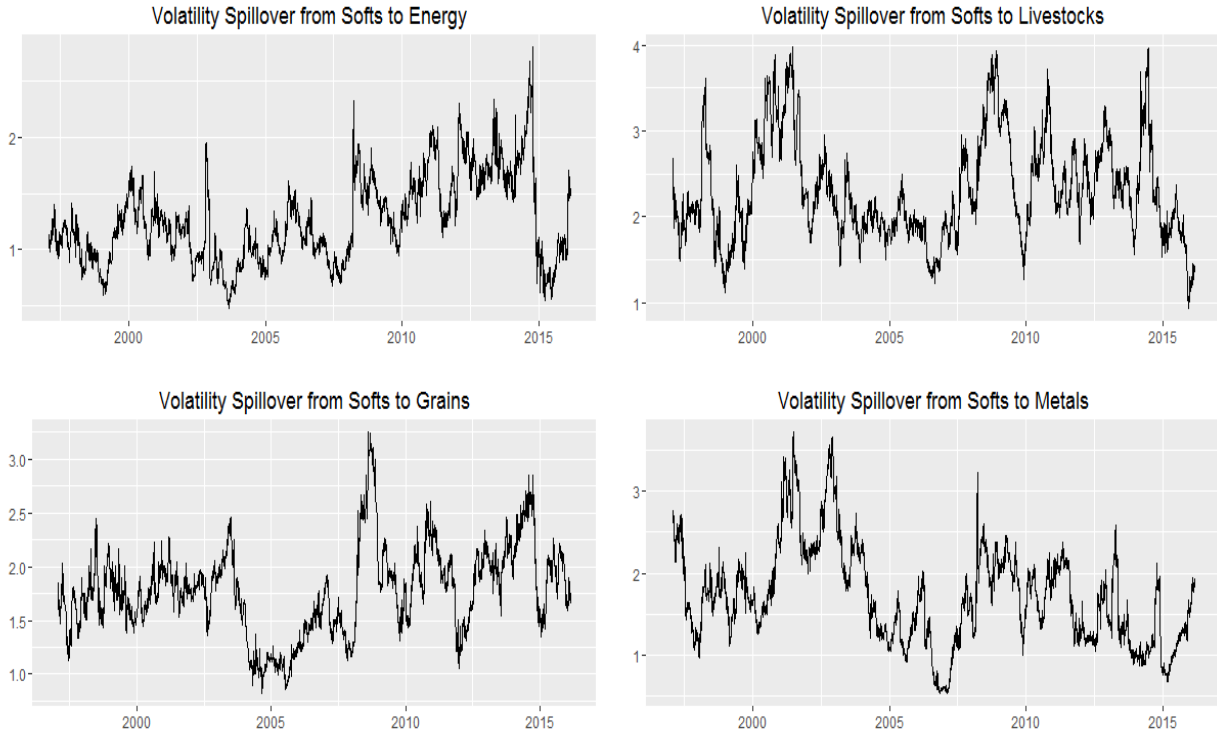 Volatility Spillover from Softs to Energy
2
1
2000 2005 2010 2015
Volatility Spillover from Softs to Livestocks
4
3
2
1
2000 2005 2010 2015
Volatility Spillover from Softs to Grains
3.0
2.5
2.0
1.5
1.0
2000 2005 2010 2015
Volatility Spillover from Softs to Metals
3
2
1
2000 2005 2010 2015